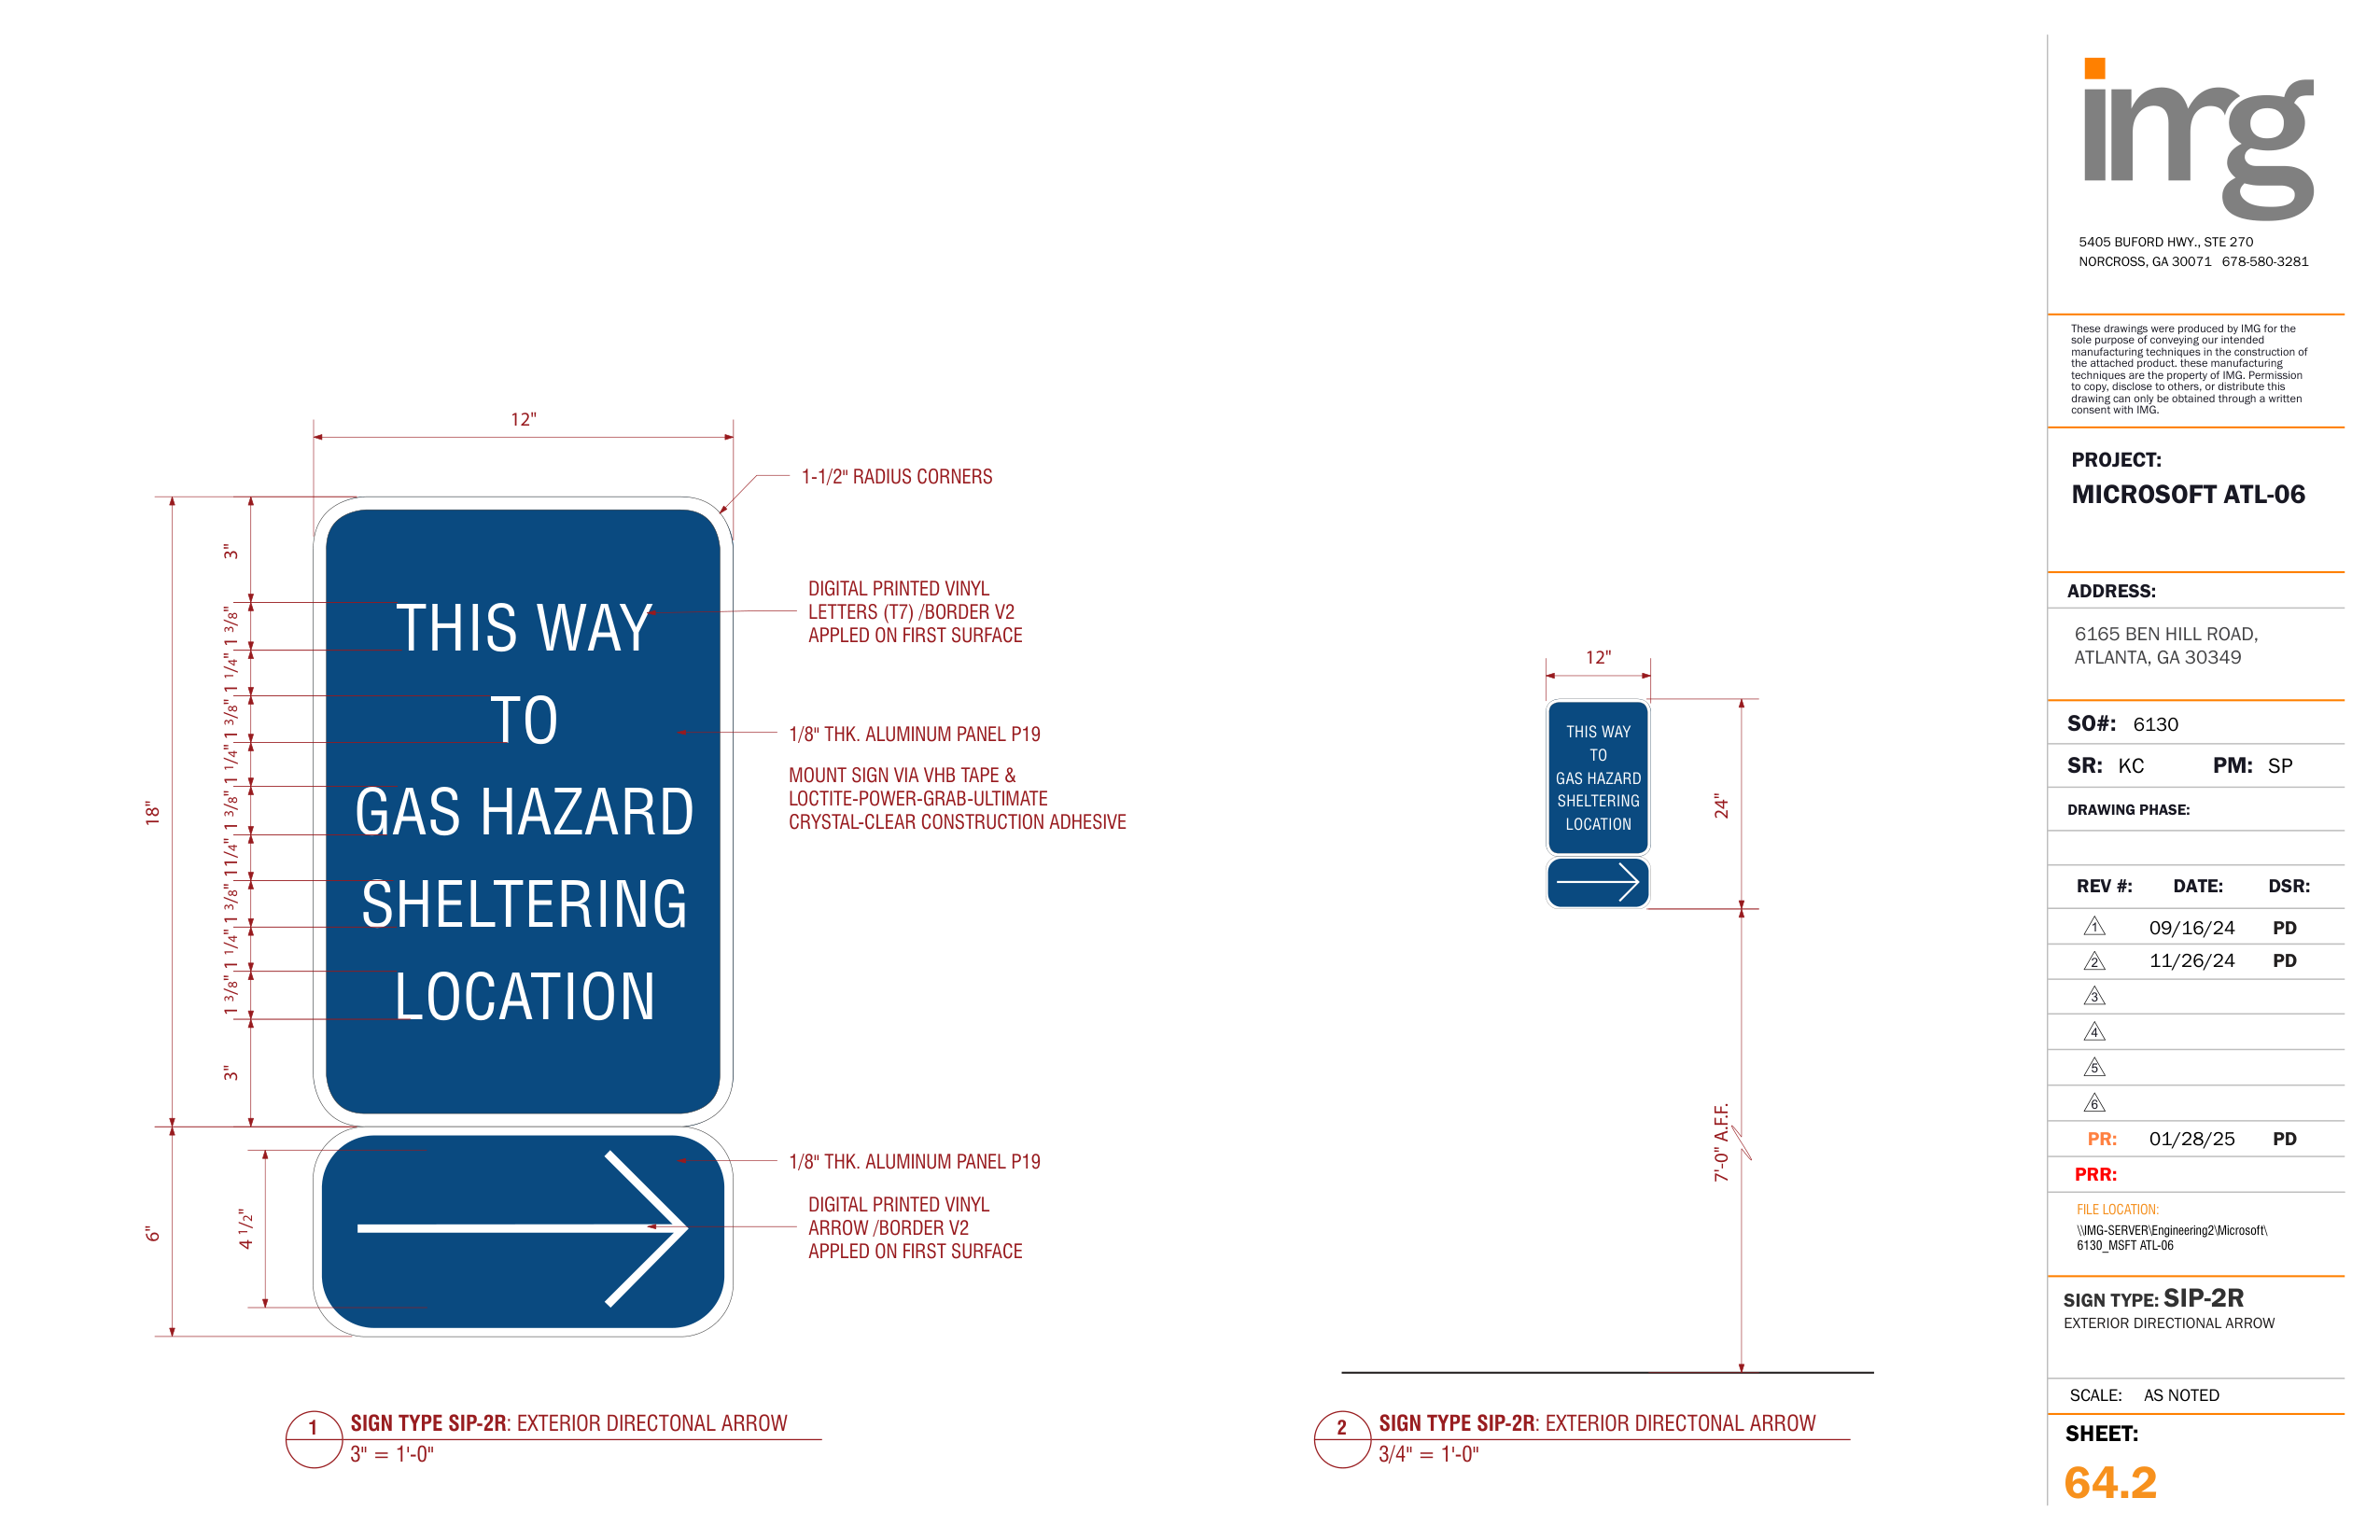 12"
1-1/2" RADIUS CORNERS
18"
3"
1 3/8"
1 1/4"
1 3/8"
1 1/4"
1 3/8"
11/4"
1 3/8"
1 1/4"
1 3/8"
3"
THIS WAY
TO
GAS HAZARD
SHELTERING
LOCATION
DIGITAL PRINTED VINYL
LETTERS (T7) /BORDER V2
APPLED ON FIRST SURFACE
1/8" THK. ALUMINUM PANEL P19
MOUNT SIGN VIA VHB TAPE &
LOCTITE-POWER-GRAB-ULTIMATE
CRYSTAL-CLEAR CONSTRUCTION ADHESIVE
6"
4 1/2"
1/8" THK. ALUMINUM PANEL P19
DIGITAL PRINTED VINYL
ARROW /BORDER V2
APPLED ON FIRST SURFACE
1
SIGN TYPE SIP-2R: EXTERIOR DIRECTONAL ARROW
3" = 1'-0"
12"
THIS WAY
TO
GAS HAZARD
SHELTERING
LOCATION
24"
7'-0" A.F.F.
2
SIGN TYPE SIP-2R: EXTERIOR DIRECTONAL ARROW
3/4" = 1'-0"
img
5405 BUFORD HWY., STE 270
NORCROSS, GA 30071 678-580-3281
These drawings were produced by IMG for the
sole purpose of conveying our intended
manufacturing techniques in the construction of
the attached product. these manufacturing
techniques are the property of IMG. Permission
to copy, disclose to others, or distribute this
drawing can only be obtained through a written
consent with IMG.
PROJECT:
MICROSOFT ATL-06
ADDRESS:
6165 BEN HILL ROAD,
ATLANTA, GA 30349
SO#: 6130
SR: KC PM: SP
DRAWING PHASE:
REV #: DATE: DSR:
1 09/16/24 PD
2 11/26/24 PD
3
4
5
6
PR: 01/28/25 PD
PRR:
FILE LOCATION:
\\IMG-SERVER\Engineering2\Microsoft\
6130_MSFT ATL-06
SIGN TYPE: SIP-2R
EXTERIOR DIRECTIONAL ARROW
SCALE: AS NOTED
SHEET:
64.2